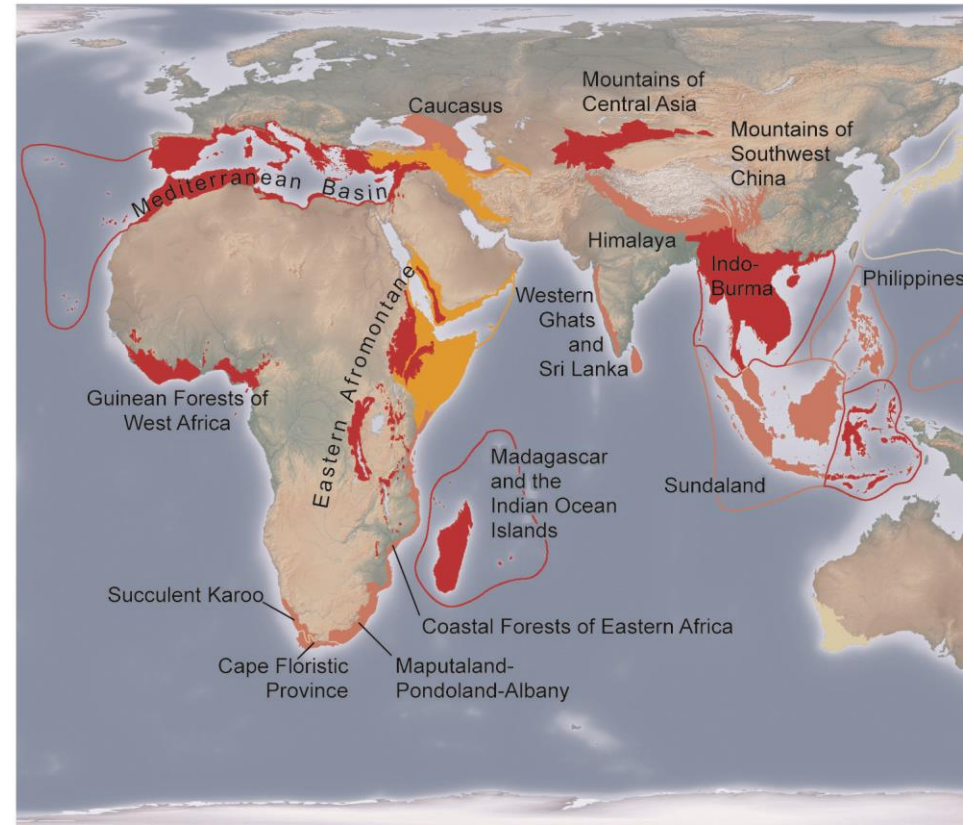 Caucasus
Mountains of
Central Asia
Mountains of
Southwest
China
Mediterranean Basin
Himalaya
Indo-
Burma
Philippines
Western
Ghats
and
Sri Lanka
Eastern Afromontane
Guinean Forests of
West Africa
Madagascar
and the
Indian Ocean
Islands
Sundaland
Succulent Karoo
Coastal Forests of Eastern Africa
Cape Floristic
Province
Maputaland-
Pondoland-Albany